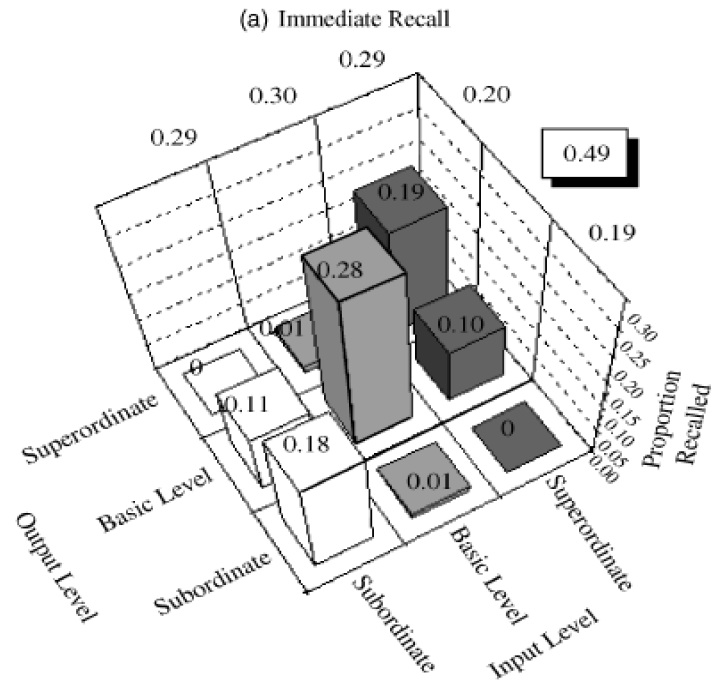 (a) Immediate Recall
0.29
0.30
0.29
0.20
0.49
0.19
0.19
0.28
0.10
0.01
0
0.11
0.18
0.01
0
0.30
0.25
0.20
0.15
0.10
0.05
0.00
Proportion
Recalled
Superordinate
Basic Level
Subordinate
Output Level
Subordinate
Basic Level
Superordinate
Input Level